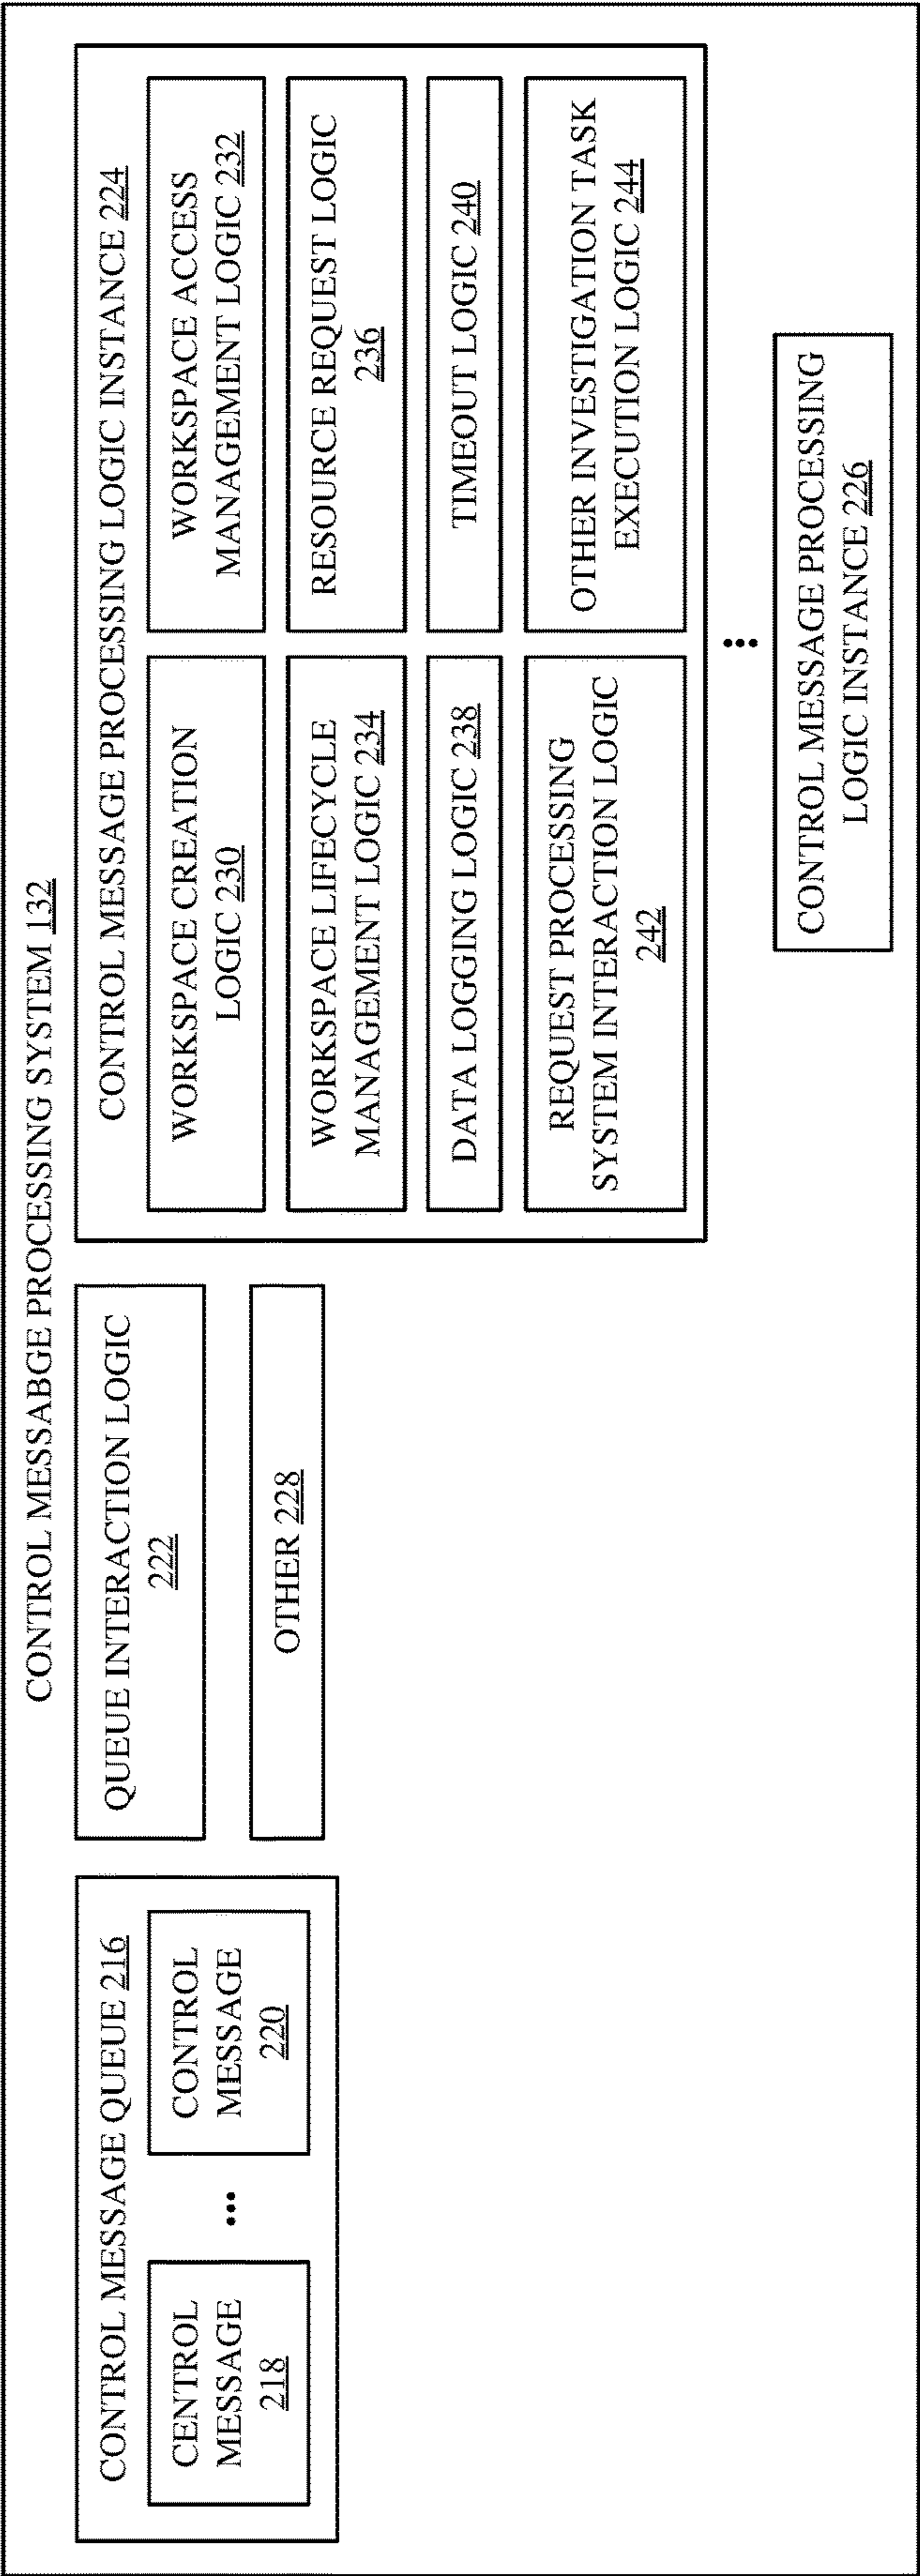 CONTROL MESSABGE PROCESSING SYSTEM 132
CONTROL MESSAGE QUEUE 216
CENTROL
MESSAGE
218
...
CONTROL
MESSAGE
220
QUEUE INTERACTION LOGIC
222
OTHER 228
CONTROL MESSAGE PROCESSING LOGIC INSTANCE 224
WORKSPACE CREATION
LOGIC 230
WORKSPACE ACCESS
MANAGEMENT LOGIC 232
WORKSPACE LIFECYCLE
MANAGEMENT LOGIC 234
RESOURCE REQUEST LOGIC
236
DATA LOGGING LOGIC 238
TIMEOUT LOGIC 240
REQUEST PROCESSING
SYSTEM INTERACTION LOGIC
242
OTHER INVESTIGATION TASK
EXECUTION LOGIC 244
...
CONTROL MESSAGE PROCESSING
LOGIC INSTANCE 226